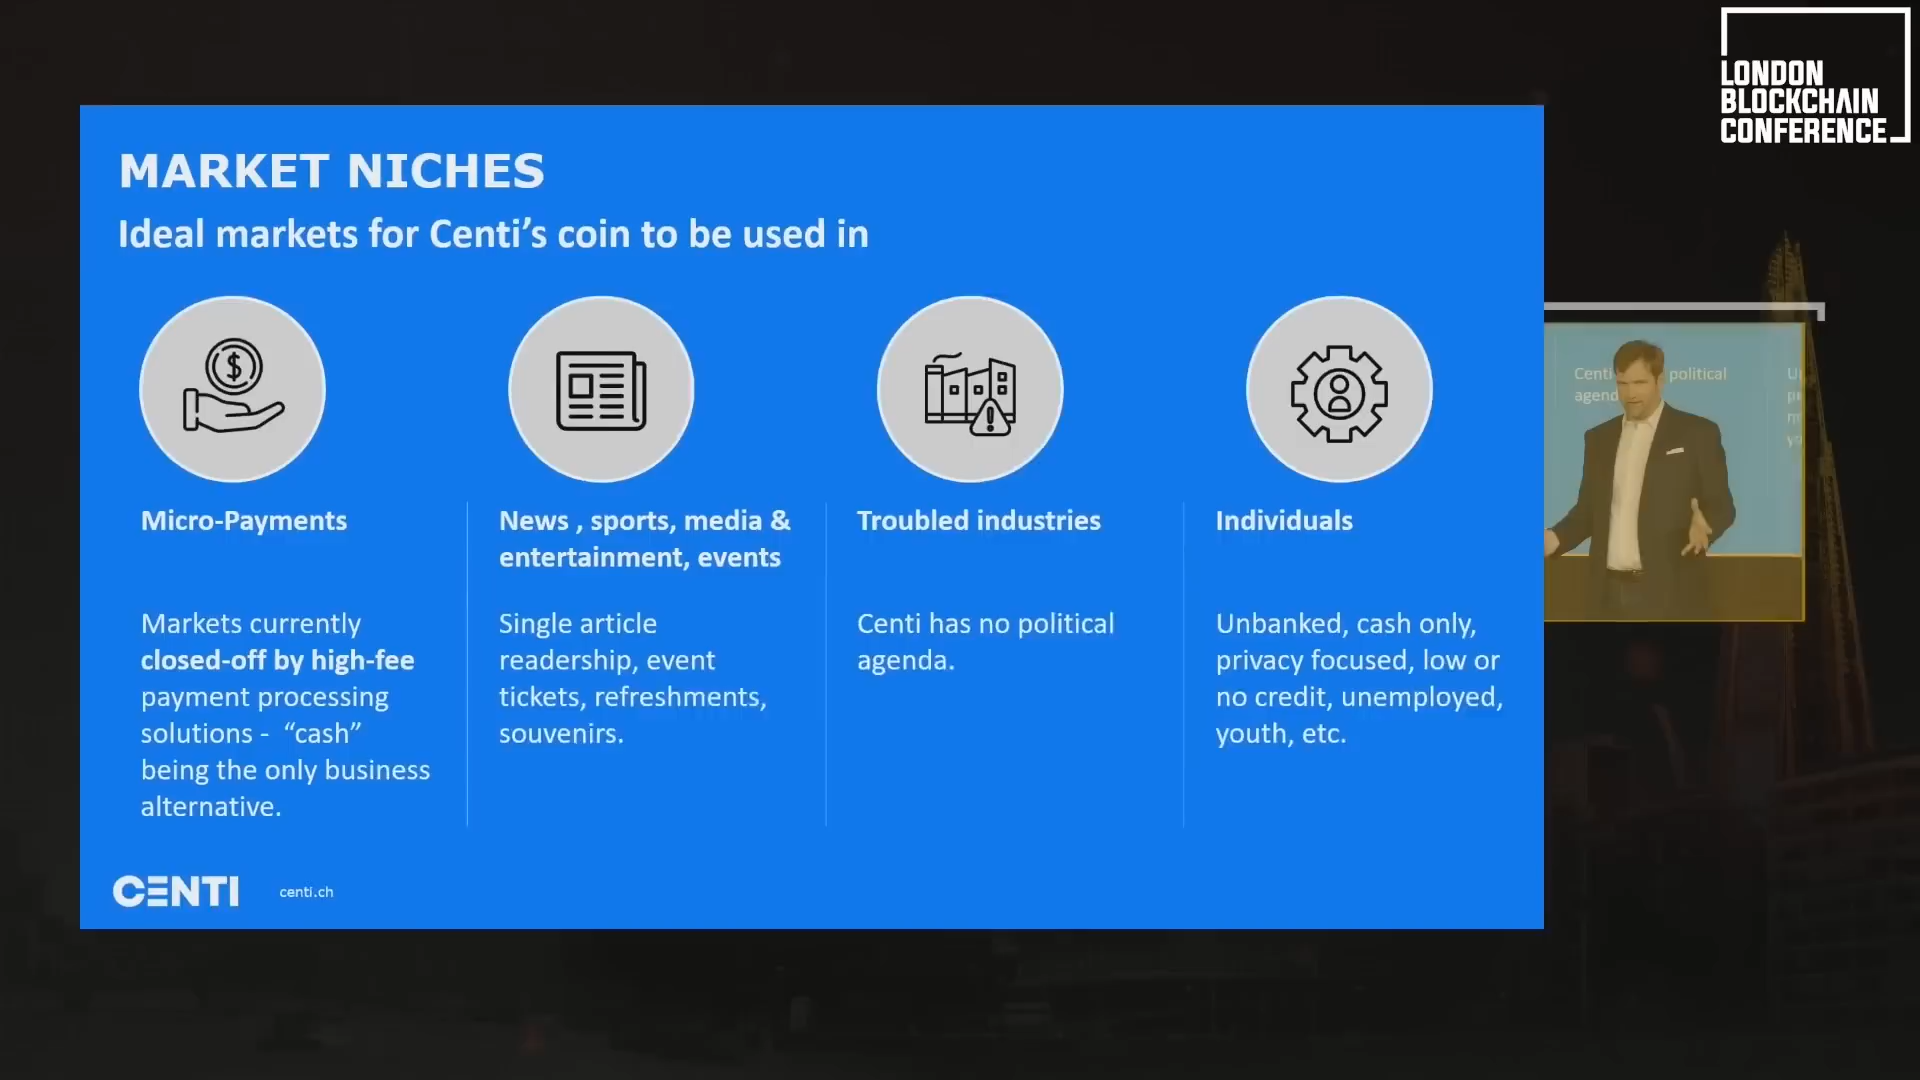 LONDON
BLOCKCHAIN
CONFERENCE
MARKET NICHES
Ideal markets for Centi’s coin to be used in
$
Micro-Payments
Markets currently
closed-off by high-fee
payment processing
solutions -  “cash”
being the only business
alternative.
News , sports, media &
entertainment, events
Single article
readership, event
tickets, refreshments,
souvenirs.
Troubled industries
Centi has no political
agenda.
Individuals
Unbanked, cash only,
privacy focused, low or
no credit, unemployed,
youth, etc.
CENTI
centi.ch
Centi political